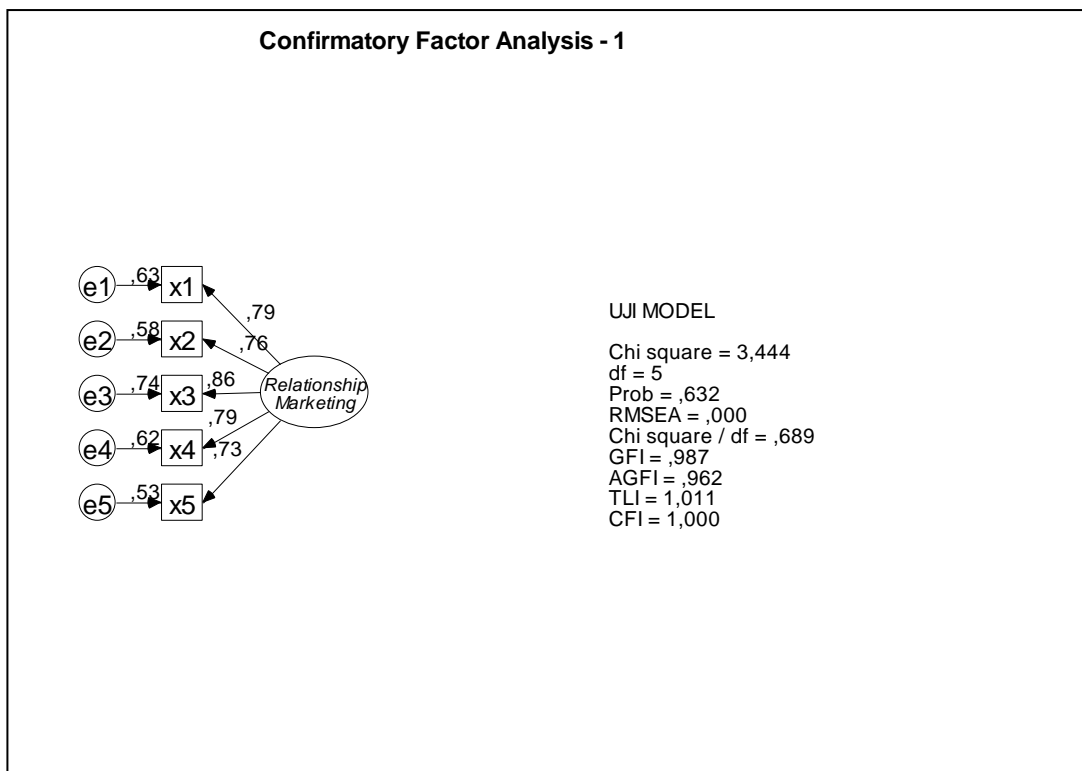 Confirmatory Factor Analysis - 1
e1 ,63 x1
,79
e2 ,58 x2
,76
e3 ,74 x3 ,86
Relationship
Marketing
e4 ,62 x4
,79
e5 ,53 x5
,73
UJI MODEL
Chi square = 3,444
df = 5
Prob = ,632
RMSEA = ,000
Chi square / df = ,689
GFI = ,987
AGFI = ,962
TLI = 1,011
CFI = 1,000